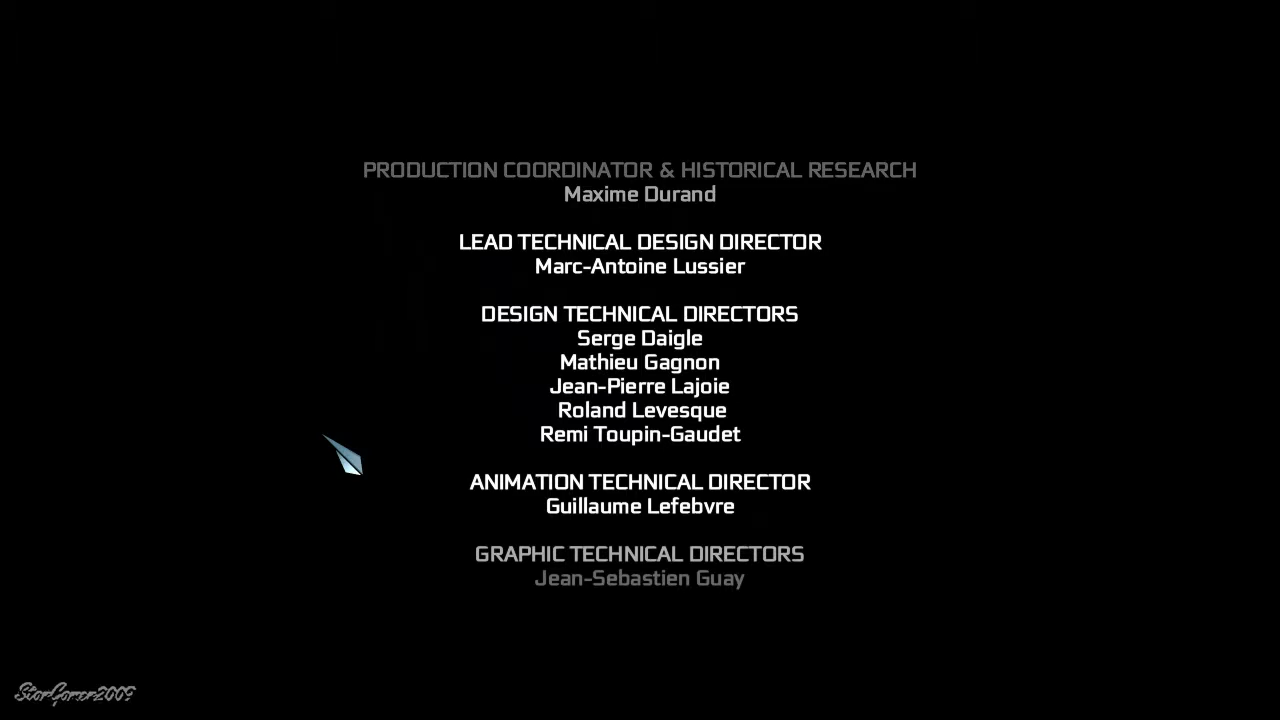 PRODUCTION COORDINATOR & HISTORICAL RESEARCH
Maxime Durand
LEAD TECHNICAL DESIGN DIRECTOR
Marc-Antoine Lussier
DESIGN TECHNICAL DIRECTORS
Serge Daigle
Mathieu Gagnon
Jean-Pierre Lajoie
Roland Levesque
Remi Toupin-Gaudet
ANIMATION TECHNICAL DIRECTOR
Guillaume Lefebvre
GRAPHIC TECHNICAL DIRECTORS
Jean-Sebastien Guay
StarGamer2009